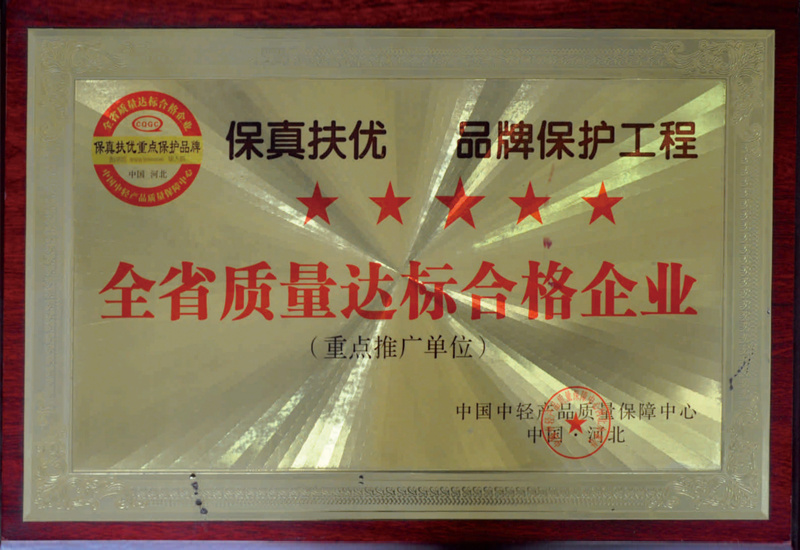 全省质量达标合格企业
CQGC
保真扶优重点保护品牌
中国 河北
中国中轻产品质量保障中心
保真扶优 品牌保护工程
全省质量达标合格企业
(重点推广单位)
中国中轻产品质量保障中心
中国·河北